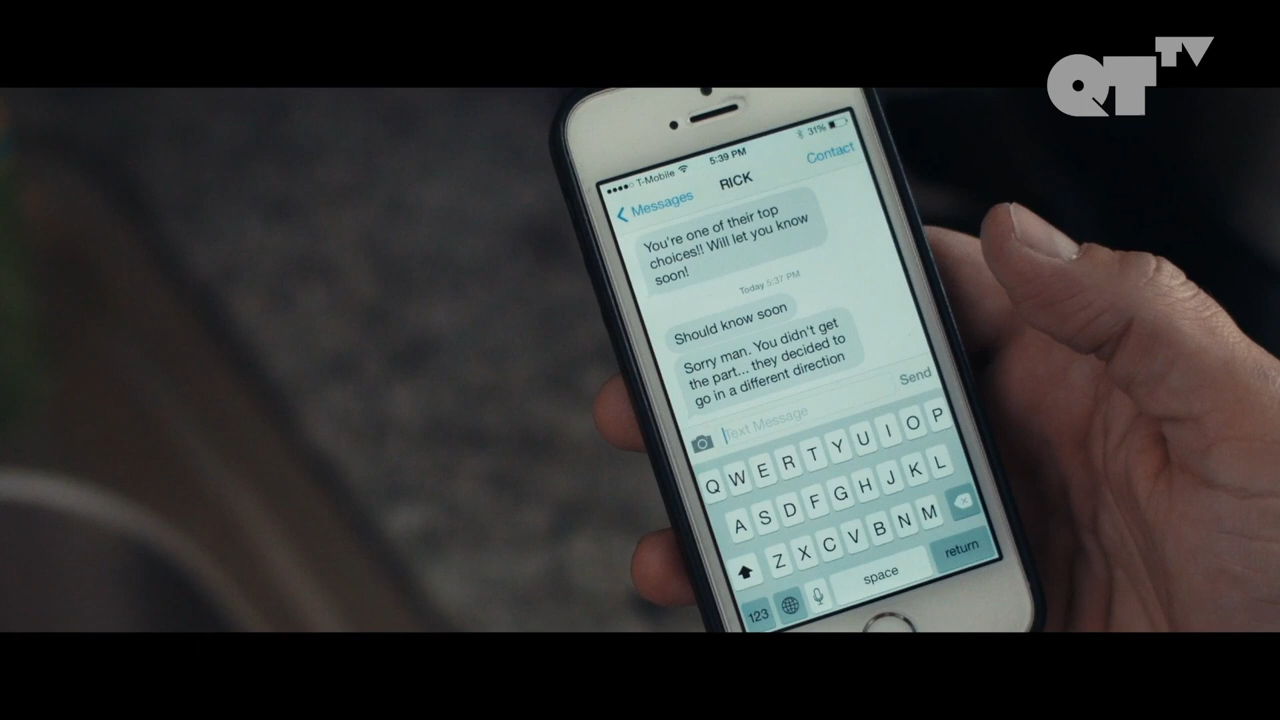 QT TV
●●●●○ T-Mobile 5:39 PM 31%
Messages RICK Contact
You're one of their top
choices!! Will let you know
soon!
Today 5:37 PM
Should know soon
Sorry man. You didn't get
the part... they decided to
go in a different direction
Text Message Send
Q W E R T Y U I O P
A S D F G H J K L
Z X C V B N M
123 space return